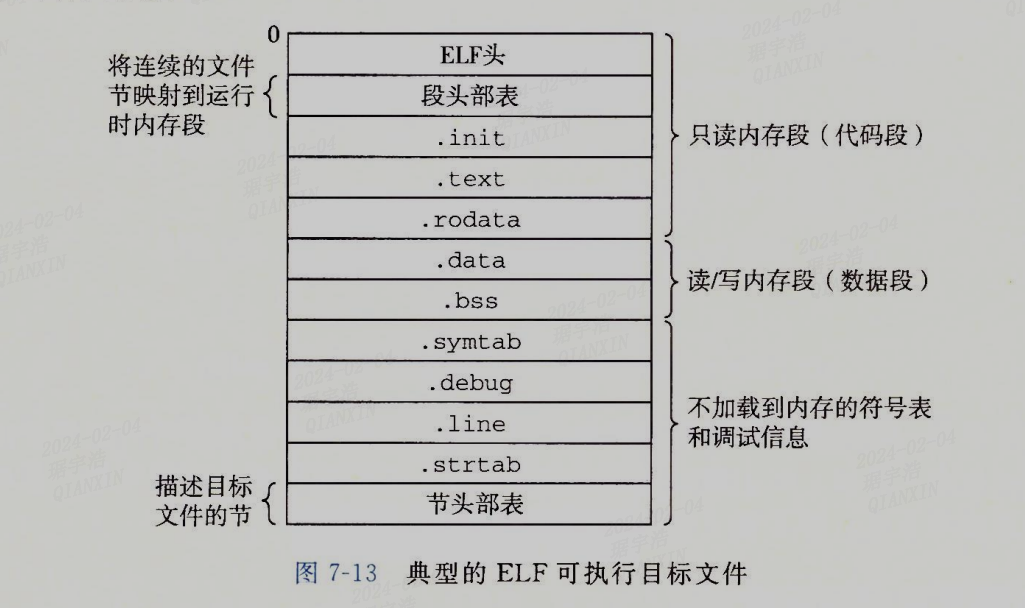 0
将连续的文件
节映射到运行
时内存段
ELF头
段头部表
.init
.text
.rodata
只读内存段（代码段）
.data
.bss
读/写内存段（数据段）
.symtab
.debug
.line
.strtab
不加载到内存的符号表
和调试信息
描述目标
文件的节
节头部表
图 7-13 典型的 ELF 可执行目标文件
2024-02-04
QIANXIN